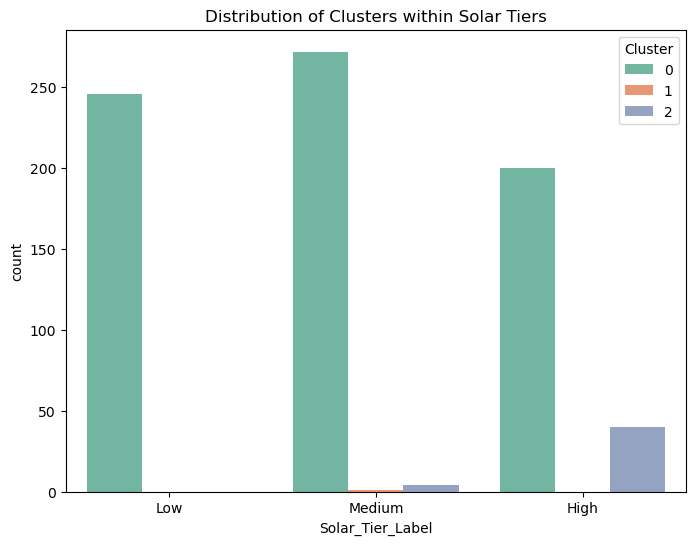 Distribution of Clusters within Solar Tiers
Cluster
0
1
2
250
200
150
100
50
0
count
Low Medium High
Solar_Tier_Label